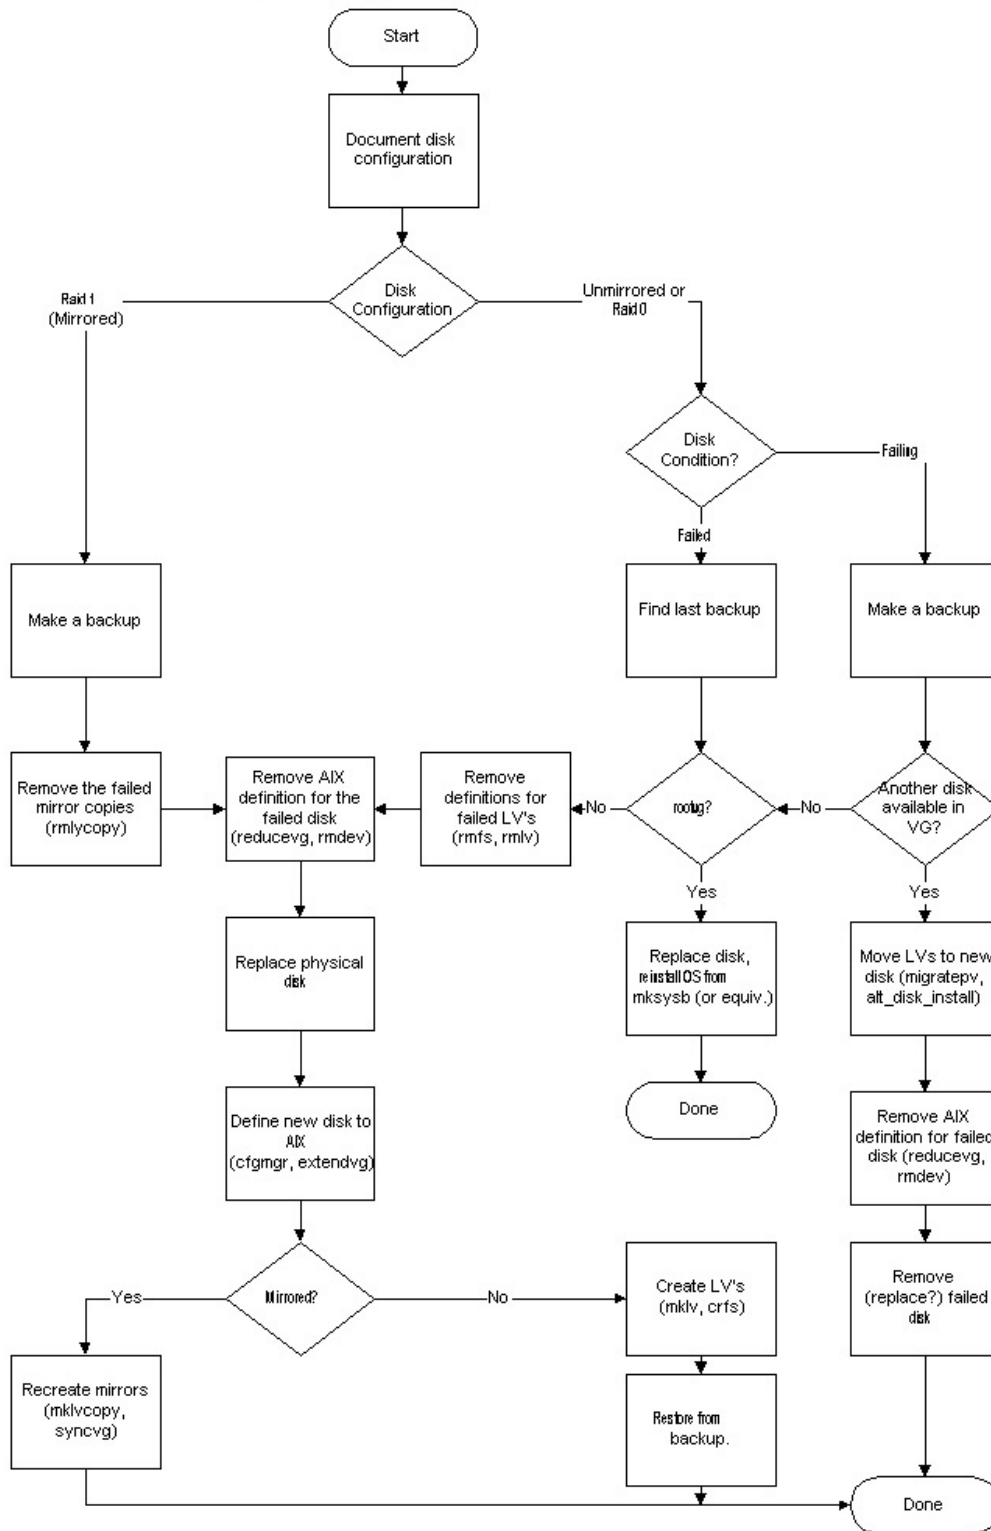 Start
Document disk
configuration
Disk
Configuration
Raid 1
(Mirrored)
Unmirrored or
Raid 0
Disk
Condition?
Failing
Failed
Make a backup
Find last backup
Make a backup
Remove the failed
mirror copies
(rmlycopy)
Remove AIX
definition for the
failed disk
(reducevg, rmdev)
Remove
definitions for
failed LV's
(rmfs, rmlv)
No
rootvg?
No
Another disk
available in
VG?
Yes
Yes
Replace physical
disk
Replace disk,
reinstall OS from
mksysb (or equiv.)
Move LVs to new
disk (migratepv,
alt_disk_install)
Define new disk to
AIX
(cfgmgr, extendvg)
Done
Remove AIX
definition for failed
disk (reducevg,
rmdev)
Yes
Mirrored?
No
Create LV's
(mklv, crfs)
Remove
(replace?) failed
disk
Recreate mirrors
(mklvcopy,
syncvg)
Restore from
backup.
Done